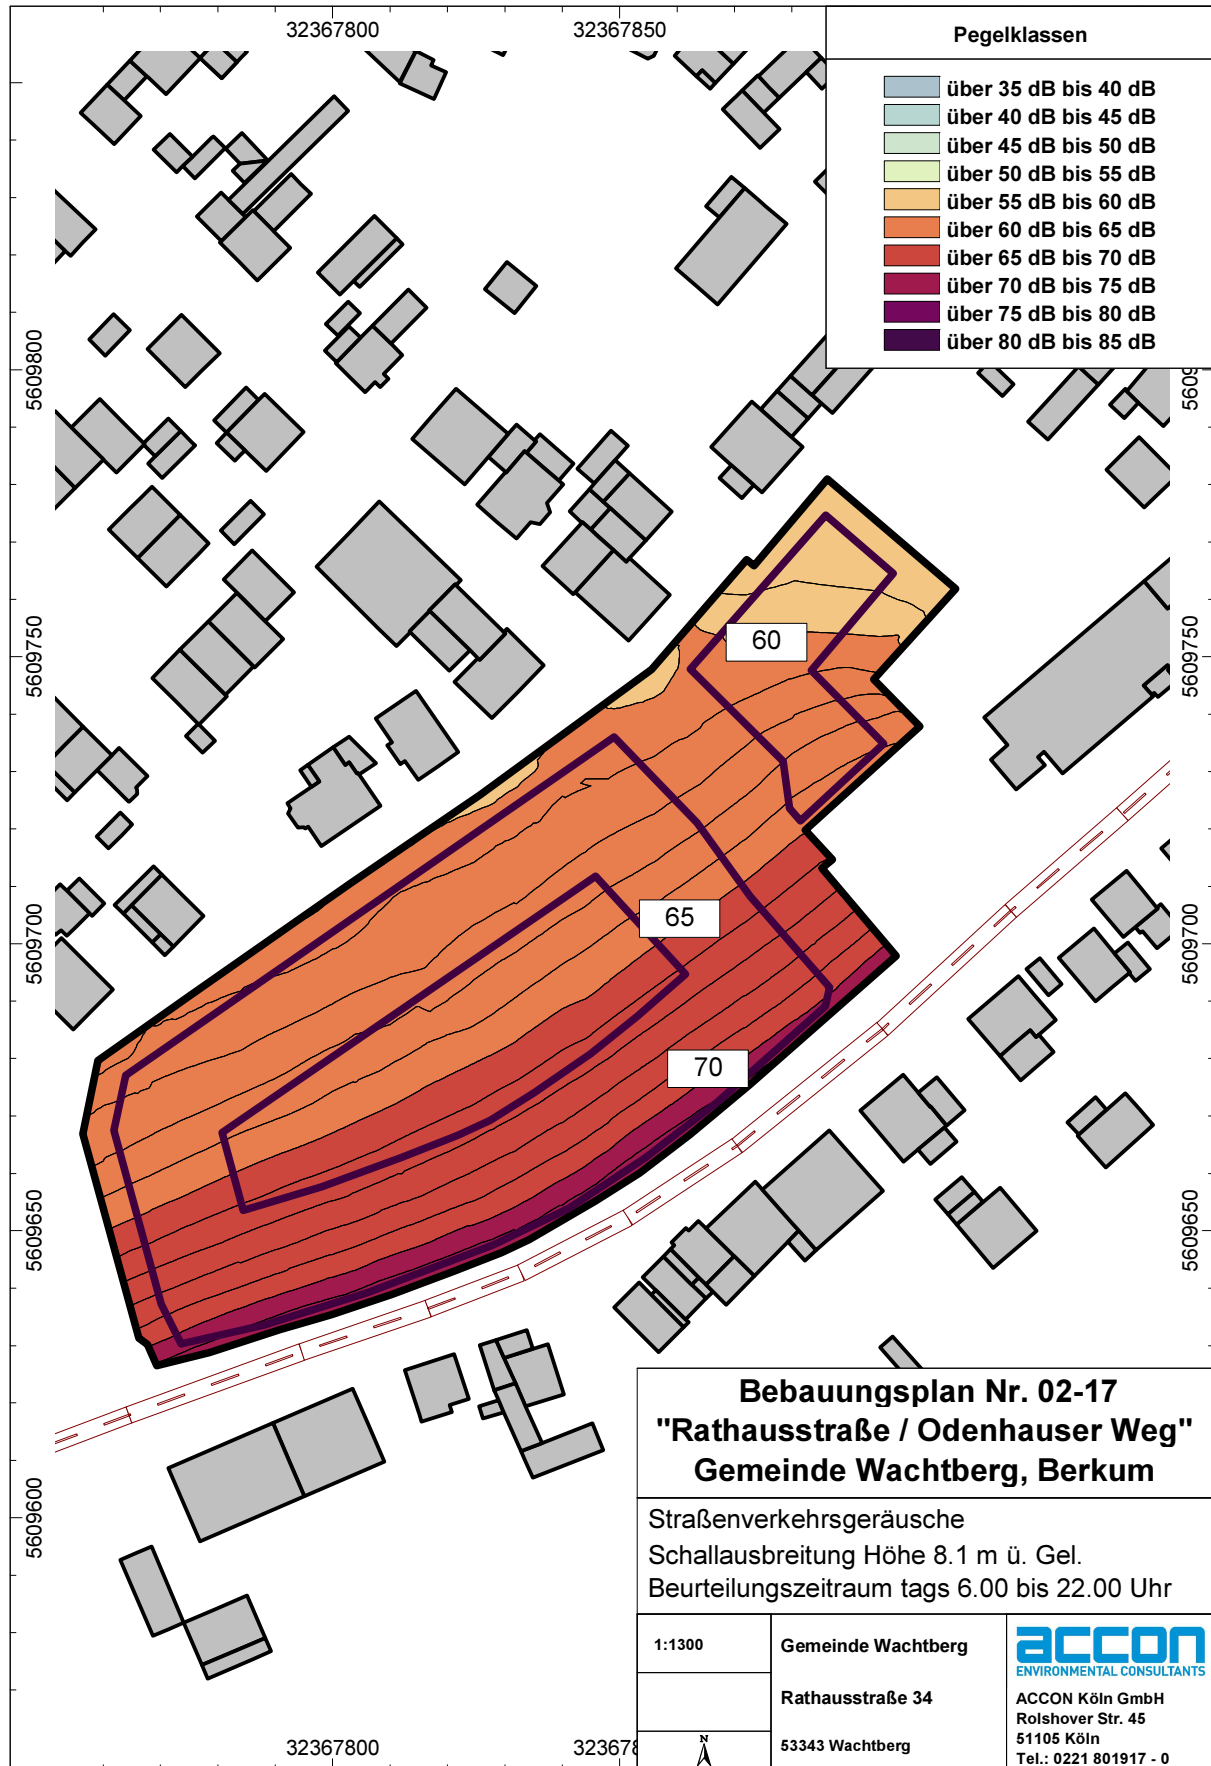 32367800
32367850
Pegelklassen
über 35 dB bis 40 dB
über 40 dB bis 45 dB
über 45 dB bis 50 dB
über 50 dB bis 55 dB
über 55 dB bis 60 dB
über 60 dB bis 65 dB
über 65 dB bis 70 dB
über 70 dB bis 75 dB
über 75 dB bis 80 dB
über 80 dB bis 85 dB
5609800
5609750
5609750
60
5609700
5609700
65
70
5609650
5609650
5609600
Bebauungsplan Nr. 02-17
"Rathausstraße / Odenhauser Weg"
Gemeinde Wachtberg, Berkum
Straßenverkehrsgeräusche
Schallausbreitung Höhe 8.1 m ü. Gel.
Beurteilungszeitraum tags 6.00 bis 22.00 Uhr
1:1300
Gemeinde Wachtberg
Rathausstraße 34
53343 Wachtberg
N
accon
ENVIRONMENTAL CONSULTANTS
ACCON Köln GmbH
Rolshover Str. 45
51105 Köln
Tel.: 0221 801917 - 0
32367800